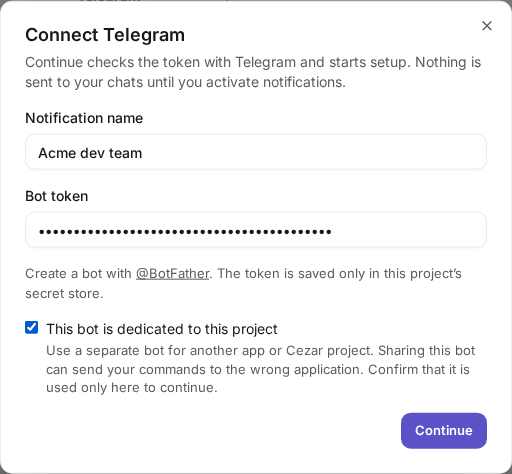 Connect Telegram
Continue checks the token with Telegram and starts setup. Nothing is
sent to your chats until you activate notifications.
Notification name
Acme dev team
Bot token
••••••••••••••••••••••••••••••••••••••••••
Create a bot with @BotFather. The token is saved only in this project’s
secret store.
This bot is dedicated to this project
Use a separate bot for another app or Cezar project. Sharing this bot
can send your commands to the wrong application. Confirm that it is
used only here to continue.
Continue